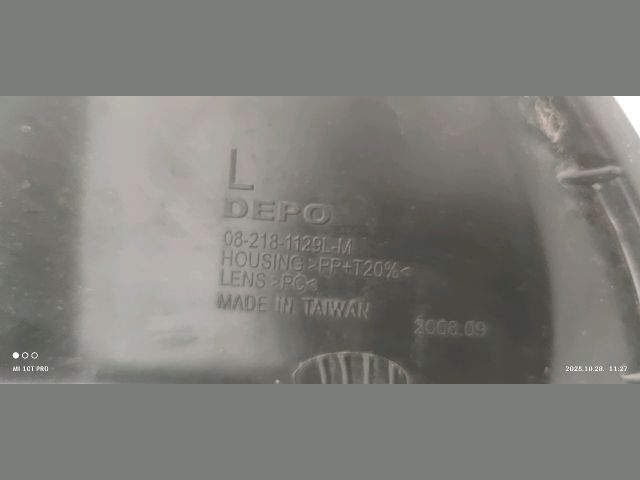 L
DEPO
08-218-1129L-M
HOUSING >PP+T20%<
LENS >PC<
MADE IN TAIWAN
2008.09
MI 10T PRO
2025.10.28. 11:27